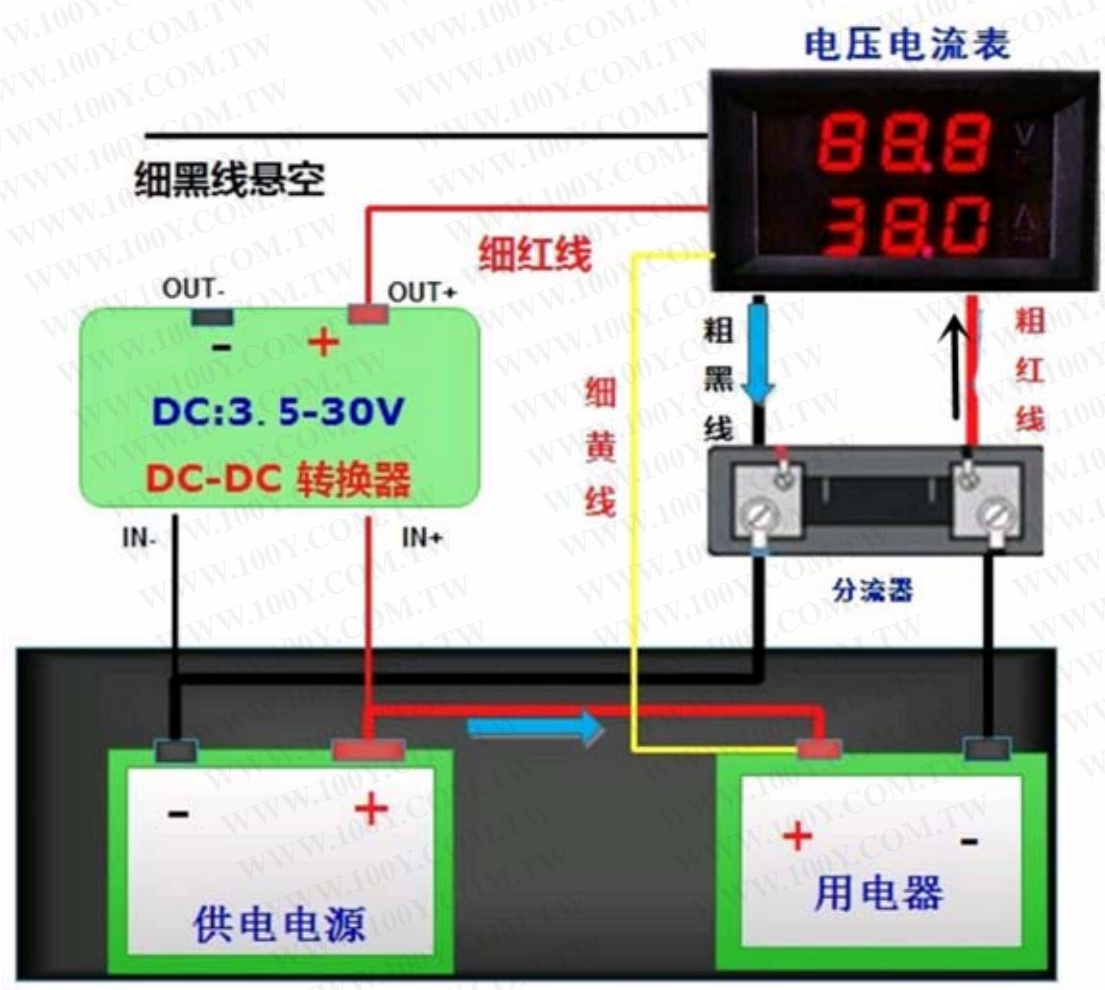 电压电流表
88.8 V
38.0 A
细黑线悬空
细红线
OUT-
OUT+
-
+
DC:3.5-30V
DC-DC 转换器
IN-
IN+
细黄线
粗黑线
粗红线
分流器
-
+
供电电源
+
-
用电器
WWW.100Y.COM.TW